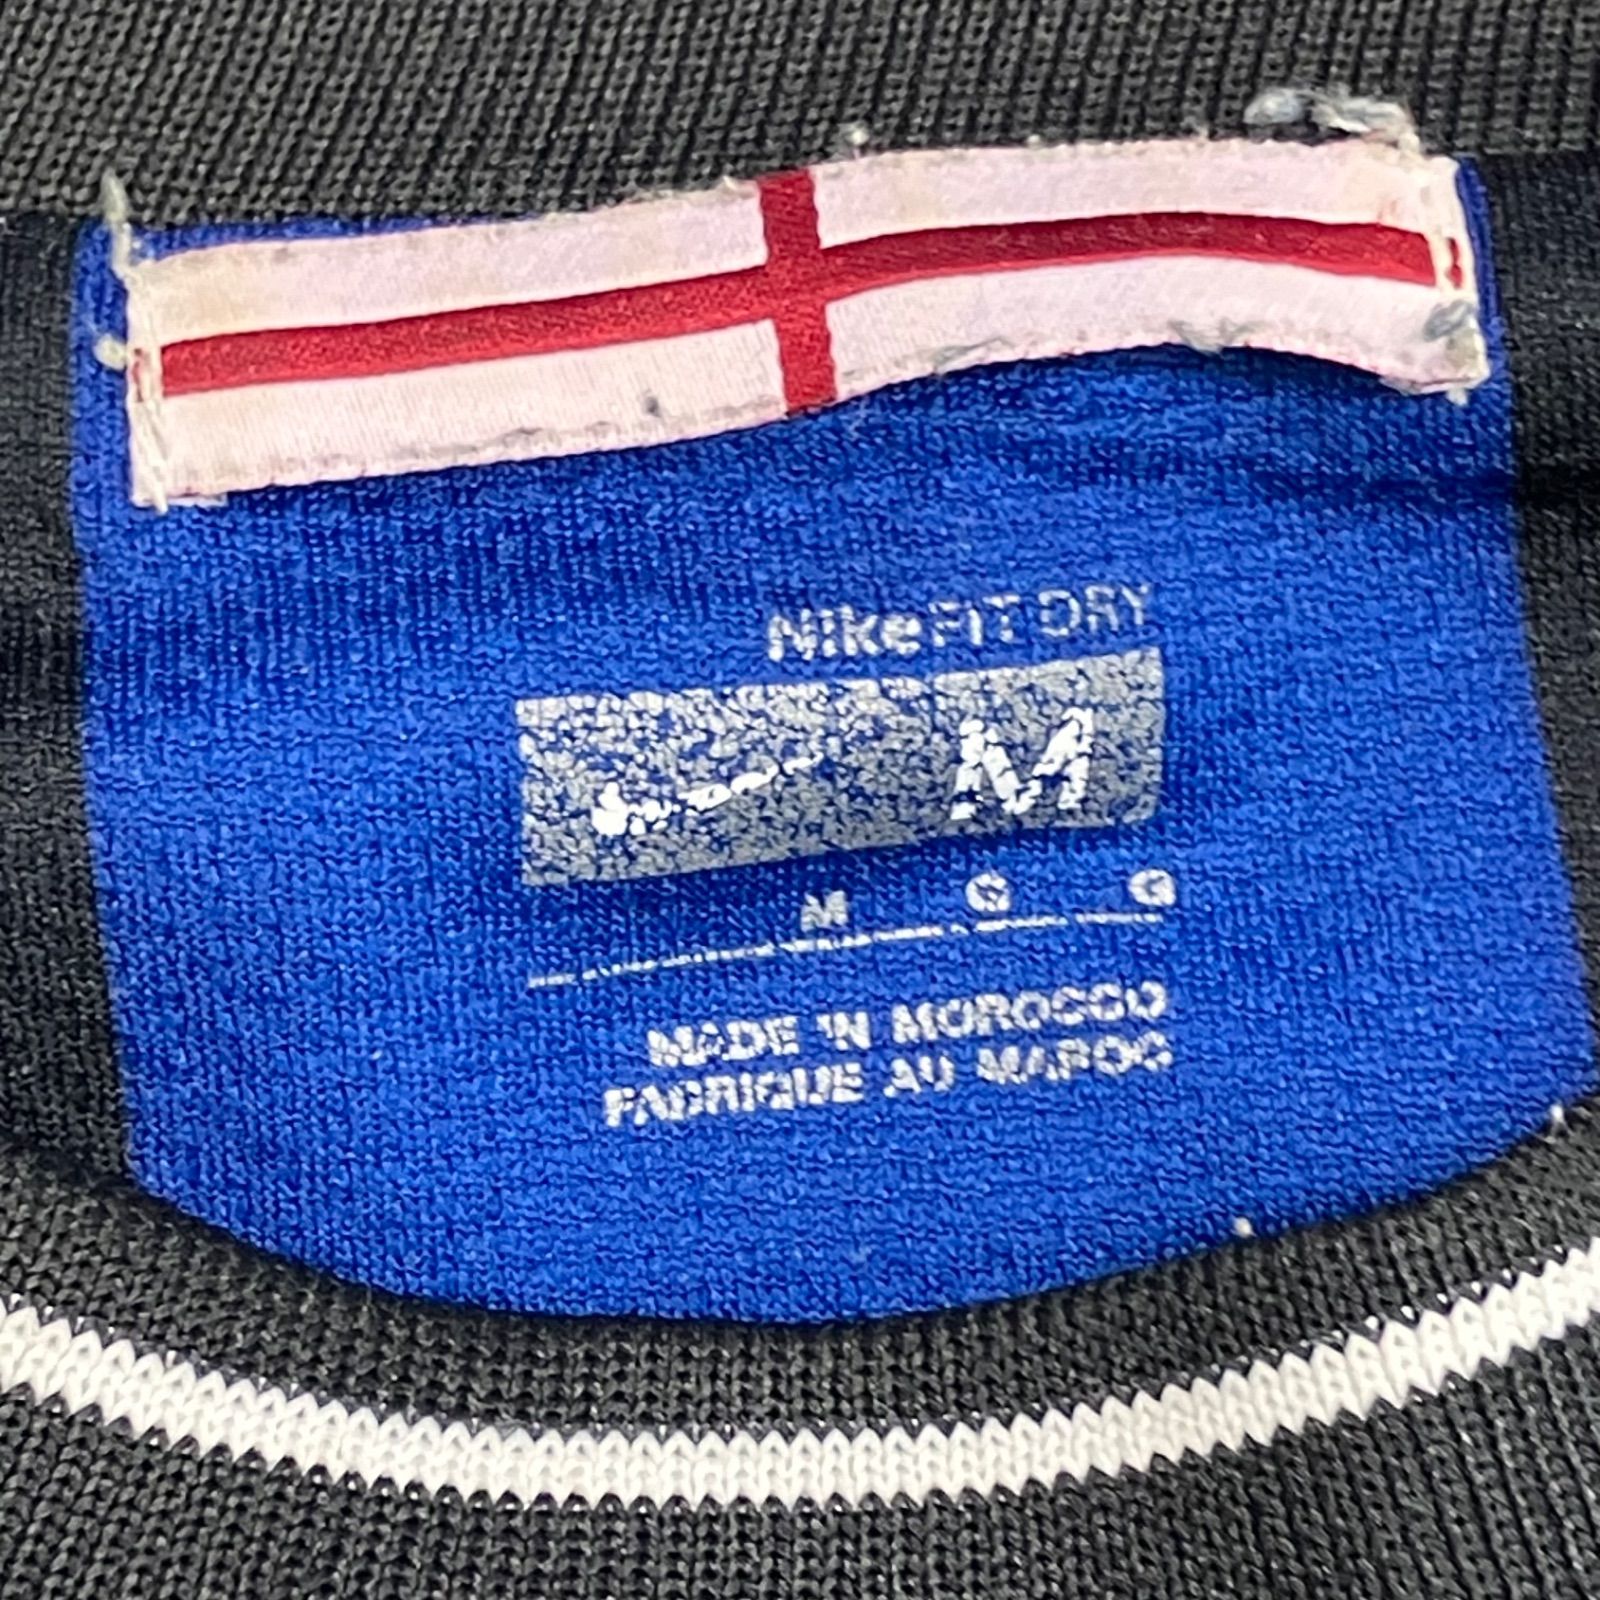 Nike FIT DRY
M
M G G
MADE IN MOROCCO
FABRIQUE AU MAROC